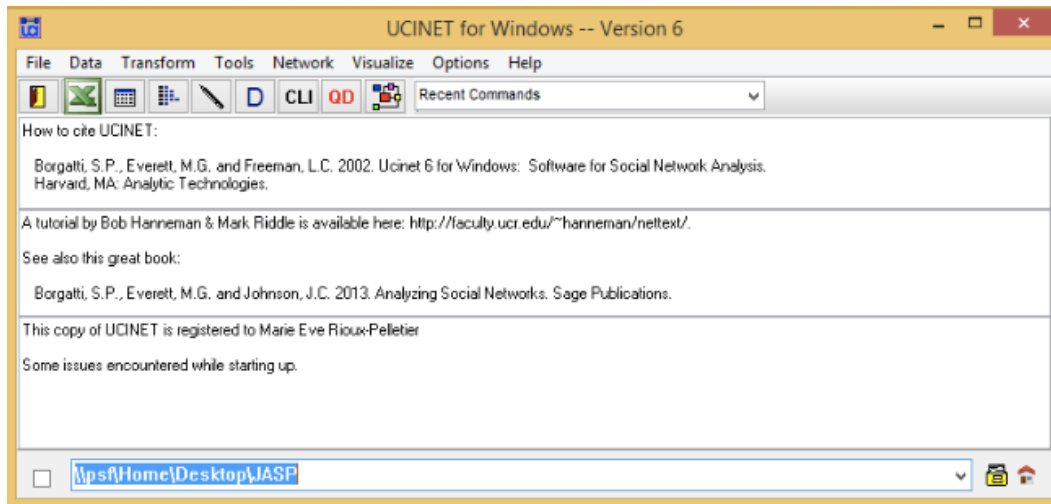 UCINET for Windows -- Version 6
File Data Transform Tools Network Visualize Options Help
D CLI QD Recent Commands
How to cite UCINET:
Borgatti, S.P., Everett, M.G. and Freeman, L.C. 2002. Ucinet 6 for Windows: Software for Social Network Analysis.
Harvard, MA: Analytic Technologies.
A tutorial by Bob Hanneman & Mark Riddle is available here: http://faculty.ucr.edu/~hanneman/nettext/.
See also this great book:
Borgatti, S.P., Everett, M.G. and Johnson, J.C. 2013. Analyzing Social Networks. Sage Publications.
This copy of UCINET is registered to Marie Eve Rioux-Pelletier
Some issues encountered while starting up.
\\psf\Home\Desktop\JASP